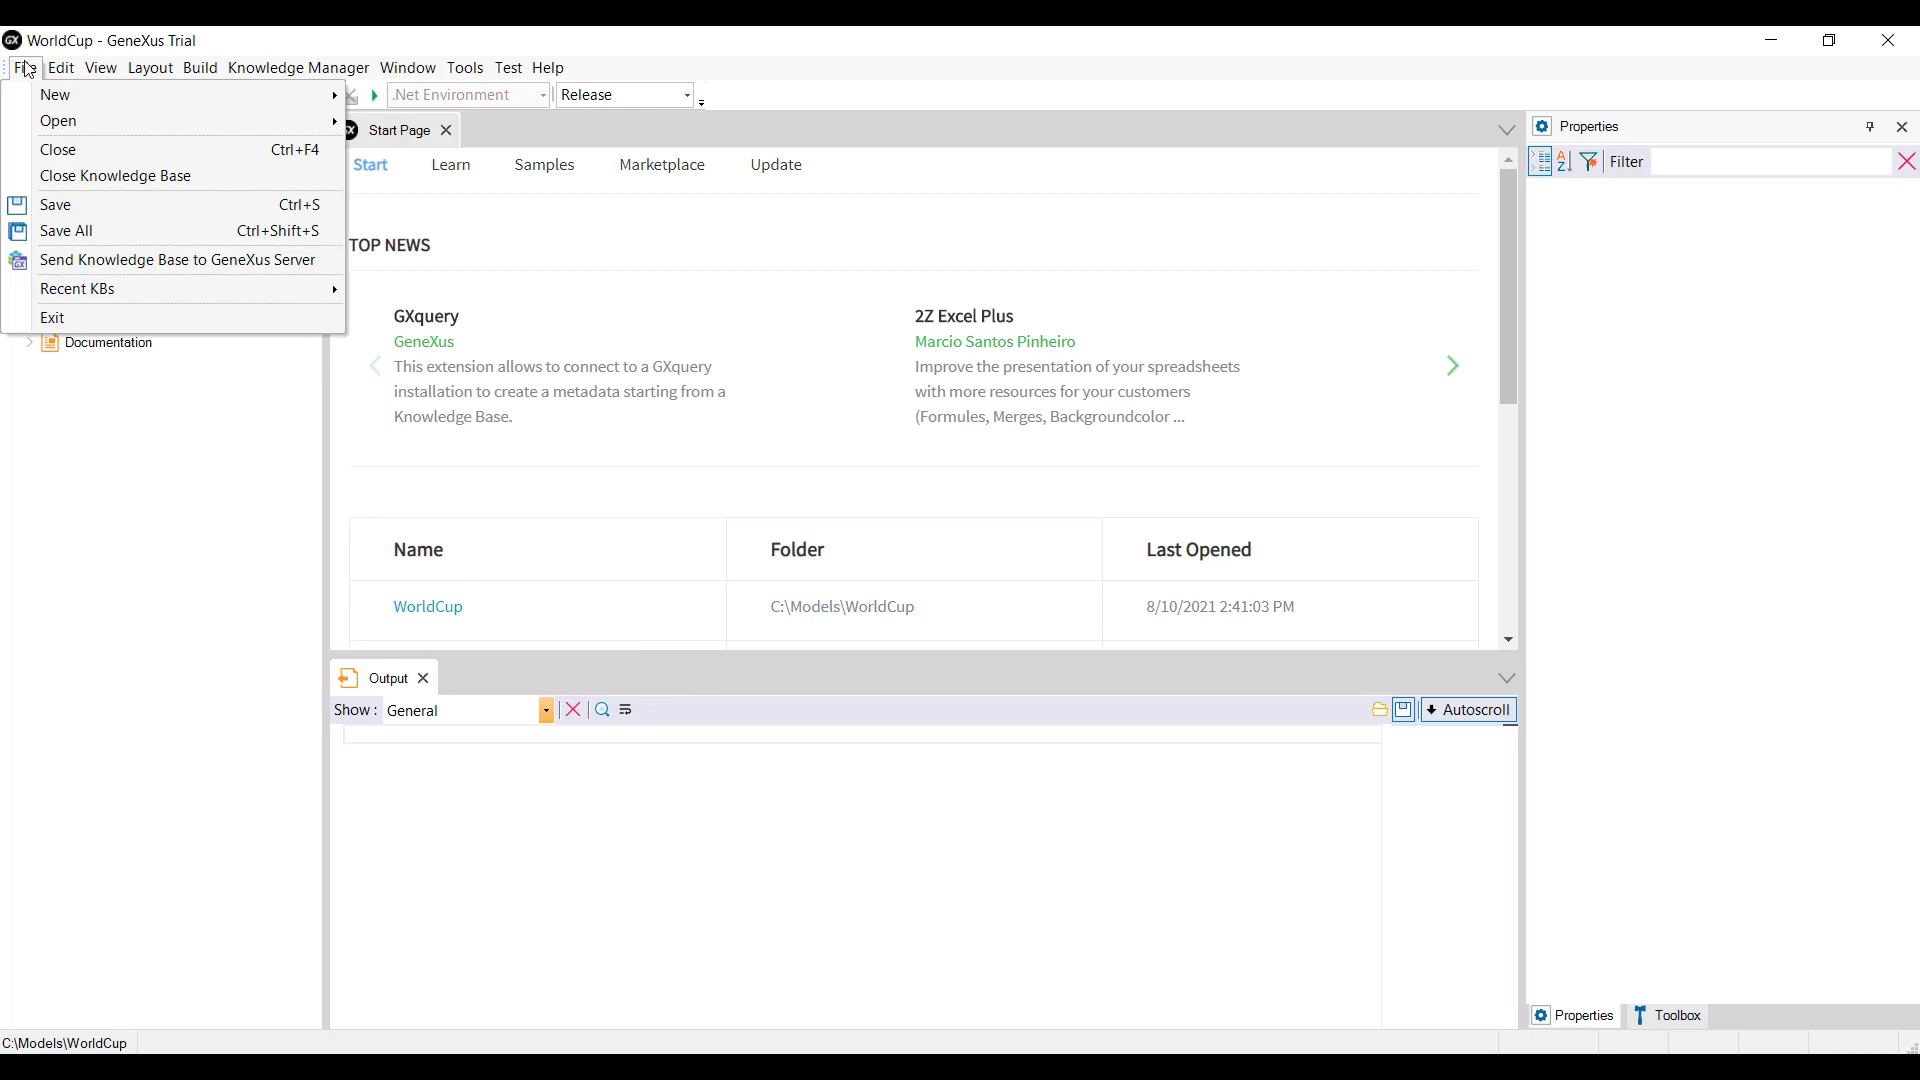 GX WorldCup - GeneXus Trial
File Edit View Layout Build Knowledge Manager Window Tools Test Help
New
Open
Close Ctrl+F4
Close Knowledge Base
Save Ctrl+S
Save All Ctrl+Shift+S
Send Knowledge Base to GeneXus Server
Recent KBs
Exit
Documentation
.Net Environment Release
Start Page
Start Learn Samples Marketplace Update
TOP NEWS
GXquery
GeneXus
This extension allows to connect to a GXquery
installation to create a metadata starting from a
Knowledge Base.
2Z Excel Plus
Marcio Santos Pinheiro
Improve the presentation of your spreadsheets
with more resources for your customers
(Formules, Merges, Backgroundcolor ...
Name Folder Last Opened
WorldCup C:\Models\WorldCup 8/10/2021 2:41:03 PM
Output
Show : General Autoscroll
Properties
Filter
Properties Toolbox
C:\Models\WorldCup